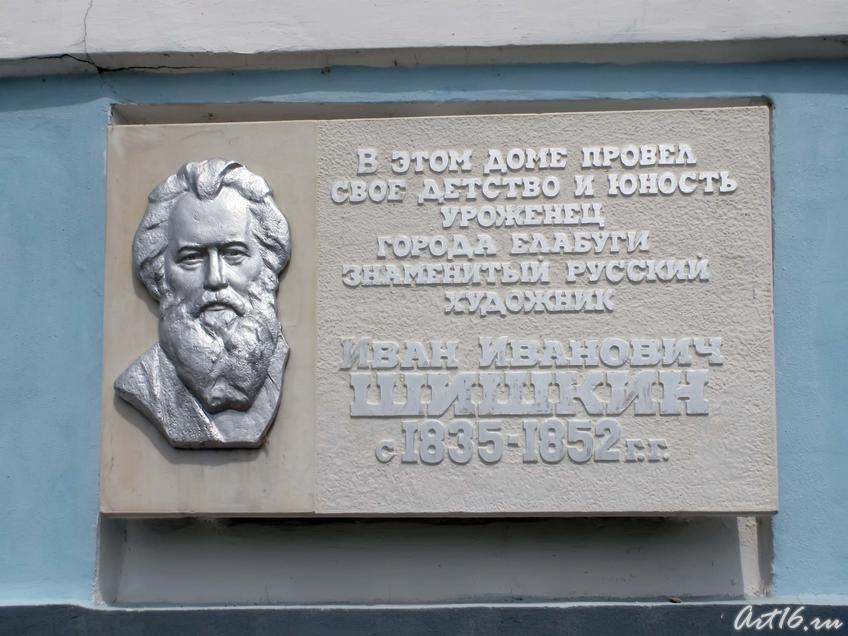 В ЭТОМ ДОМЕ ПРОВЕЛ
СВОЕ ДЕТСТВО И ЮНОСТЬ
УРОЖЕНЕЦ
ГОРОДА ЕЛАБУГИ
ЗНАМЕНИТЫЙ РУССКИЙ
ХУДОЖНИК
ИВАН ИВАНОВИЧ
ШИШКИН
с 1835-1852 г.г.
Art16.ru